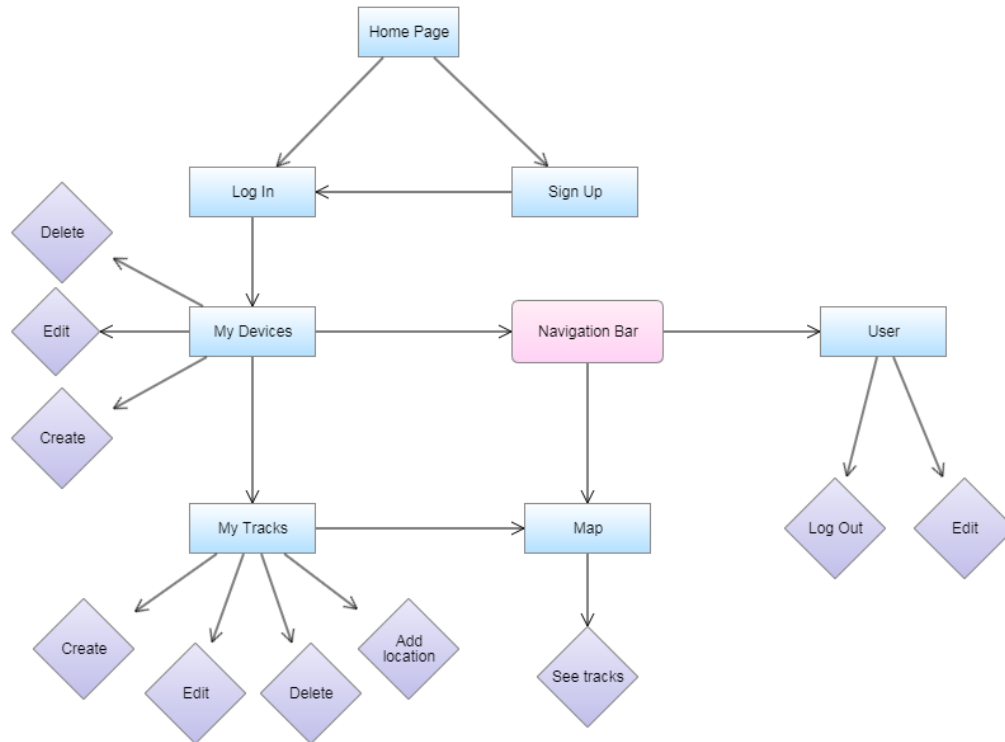 Home Page
Log In
Sign Up
Delete
Edit
My Devices
Navigation Bar
User
Create
My Tracks
Map
Log Out
Edit
Create
Edit
Delete
Add
location
See tracks